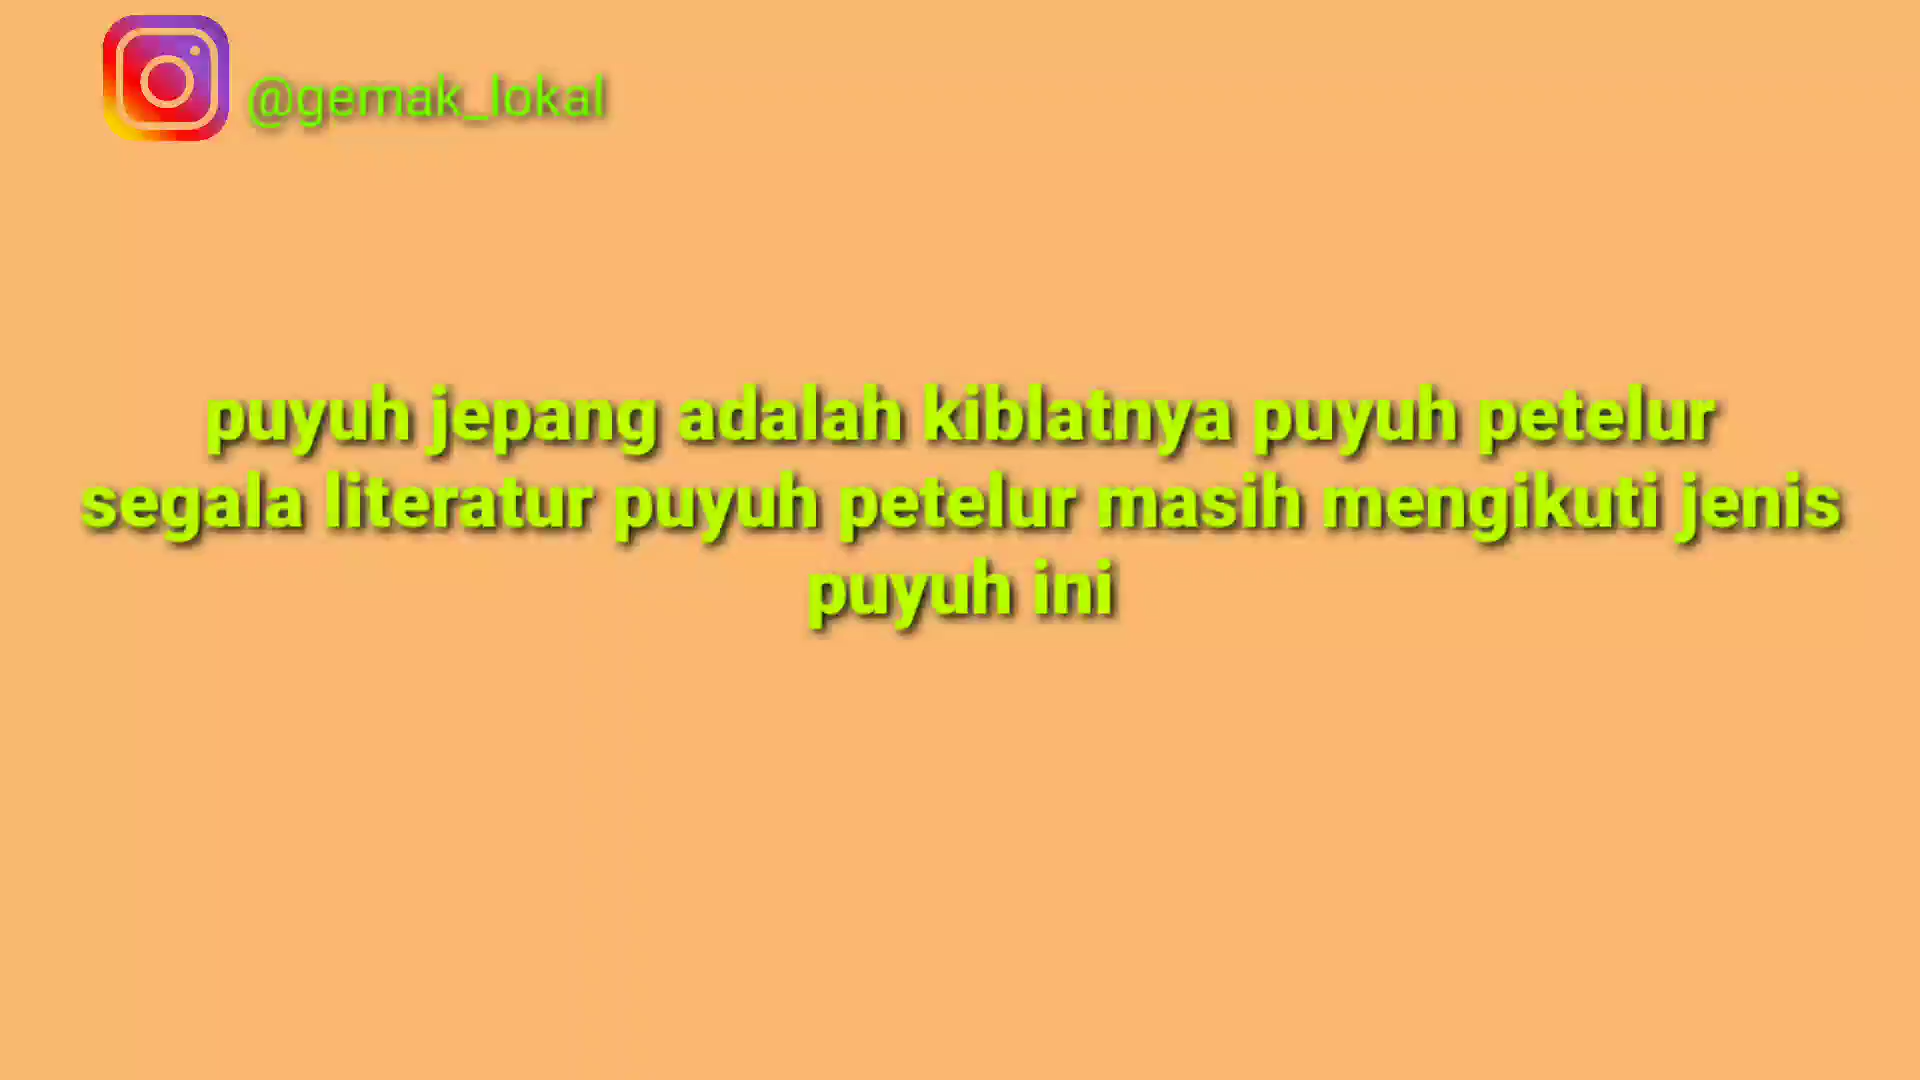 @gemak_lokal
puyuh jepang adalah kiblatnya puyuh petelur
segala literatur puyuh petelur masih mengikuti jenis
puyuh ini